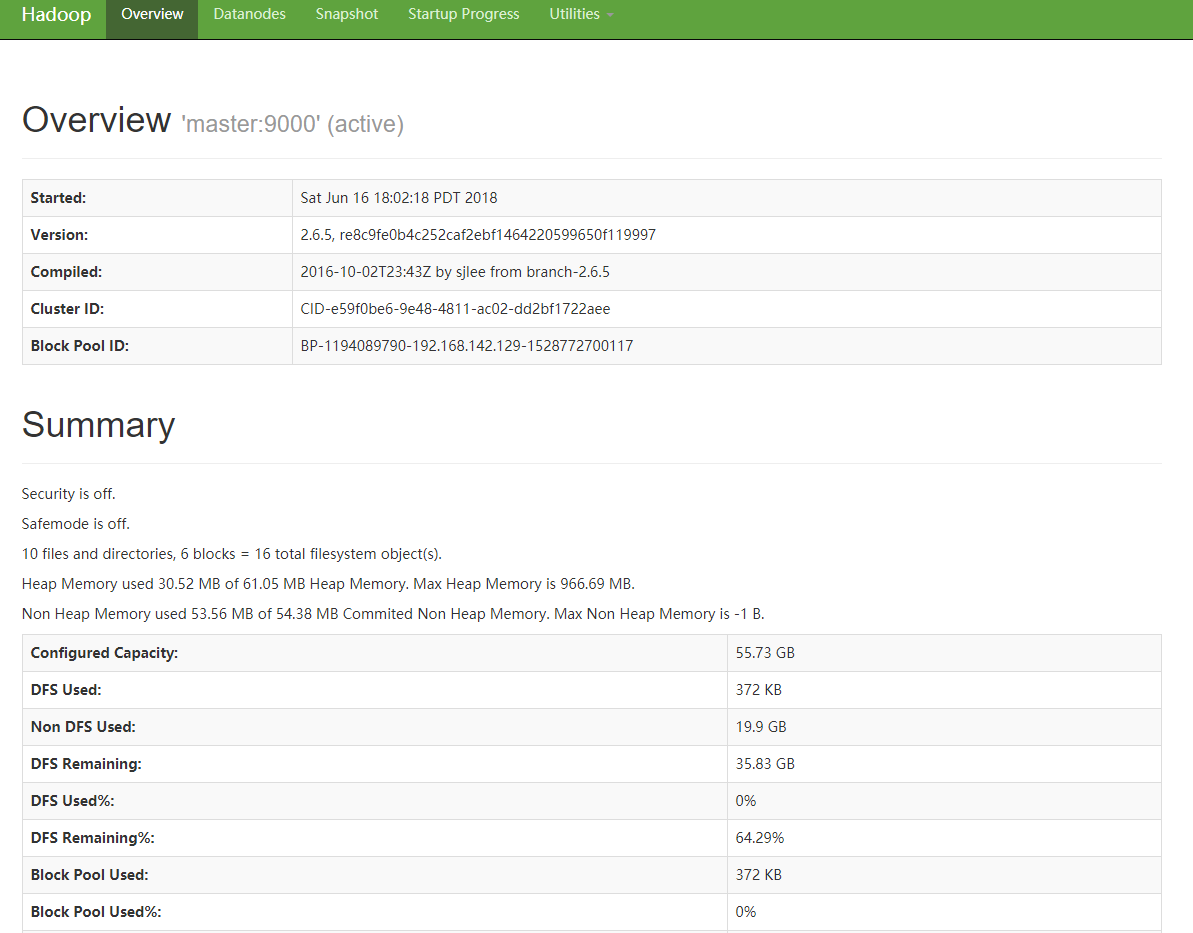 Hadoop Overview Datanodes Snapshot Startup Progress Utilities
Overview 'master:9000' (active)
Started: Sat Jun 16 18:02:18 PDT 2018
Version: 2.6.5, re8c9fe0b4c252caf2ebf1464220599650f119997
Compiled: 2016-10-02T23:43Z by sjlee from branch-2.6.5
Cluster ID: CID-e59f0be6-9e48-4811-ac02-dd2bf1722aee
Block Pool ID: BP-1194089790-192.168.142.129-1528772700117
Summary
Security is off.
Safemode is off.
10 files and directories, 6 blocks = 16 total filesystem object(s).
Heap Memory used 30.52 MB of 61.05 MB Heap Memory. Max Heap Memory is 966.69 MB.
Non Heap Memory used 53.56 MB of 54.38 MB Commited Non Heap Memory. Max Non Heap Memory is -1 B.
Configured Capacity: 55.73 GB
DFS Used: 372 KB
Non DFS Used: 19.9 GB
DFS Remaining: 35.83 GB
DFS Used%: 0%
DFS Remaining%: 64.29%
Block Pool Used: 372 KB
Block Pool Used%: 0%